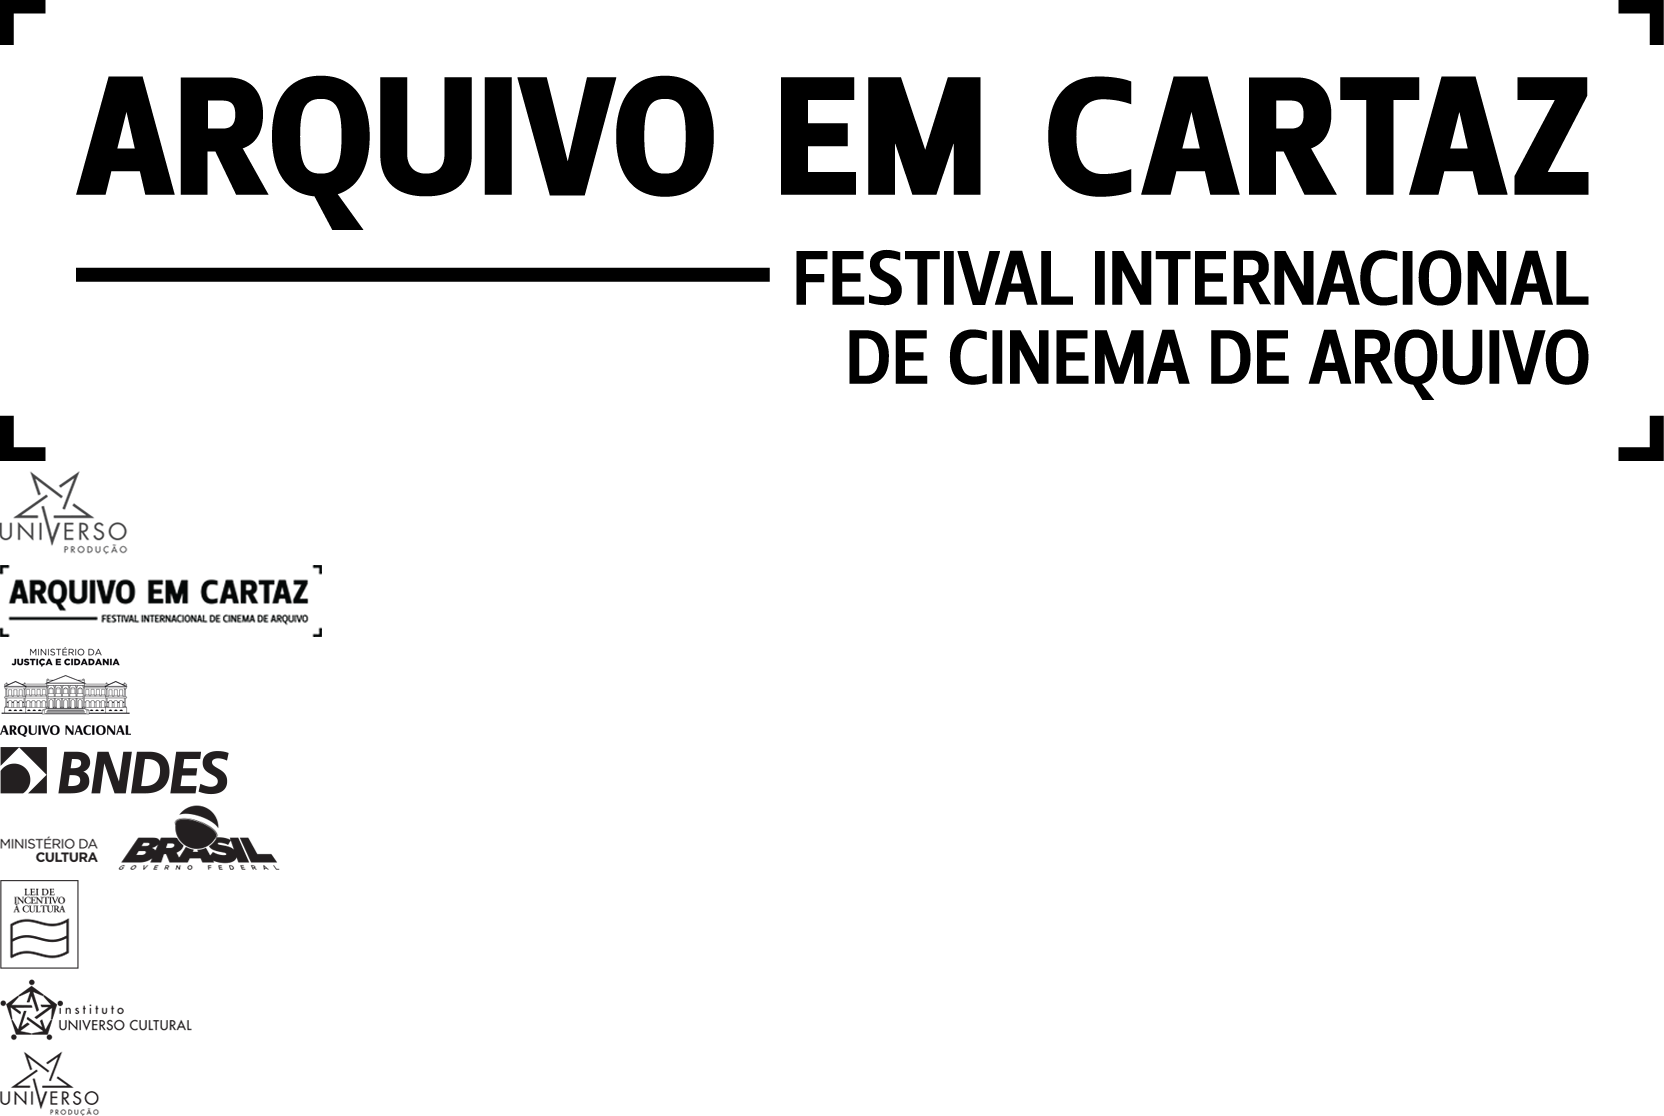 ARQUIVO EM CARTAZ
FESTIVAL INTERNACIONAL
DE CINEMA DE ARQUIVO
UNIVERSO
PRODUÇÃO
ARQUIVO EM CARTAZ
FESTIVAL INTERNACIONAL DE CINEMA DE ARQUIVO
MINISTÉRIO DA
JUSTIÇA E CIDADANIA
ARQUIVO NACIONAL
BNDES
MINISTÉRIO DA
CULTURA
BRASIL
GOVERNO FEDERAL
LEI DE
INCENTIVO
À CULTURA
instituto
UNIVERSO CULTURAL
UNIVERSO
PRODUÇÃO